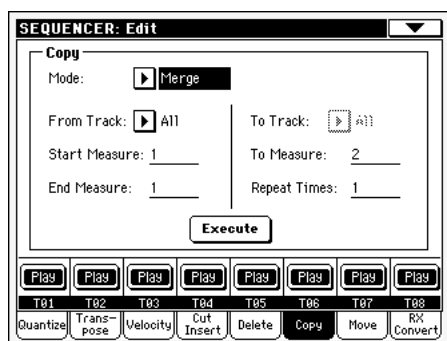 SEQUENCER: Edit
Copy
Mode: Merge
From Track: All
To Track: All
Start Measure: 1
To Measure: 2
End Measure: 1
Repeat Times: 1
Execute
Play Play Play Play Play Play Play Play
T01 T02 T03 T04 T05 T06 T07 T08
Quantize Trans-pose Velocity Cut Insert Delete Copy Move RX Convert